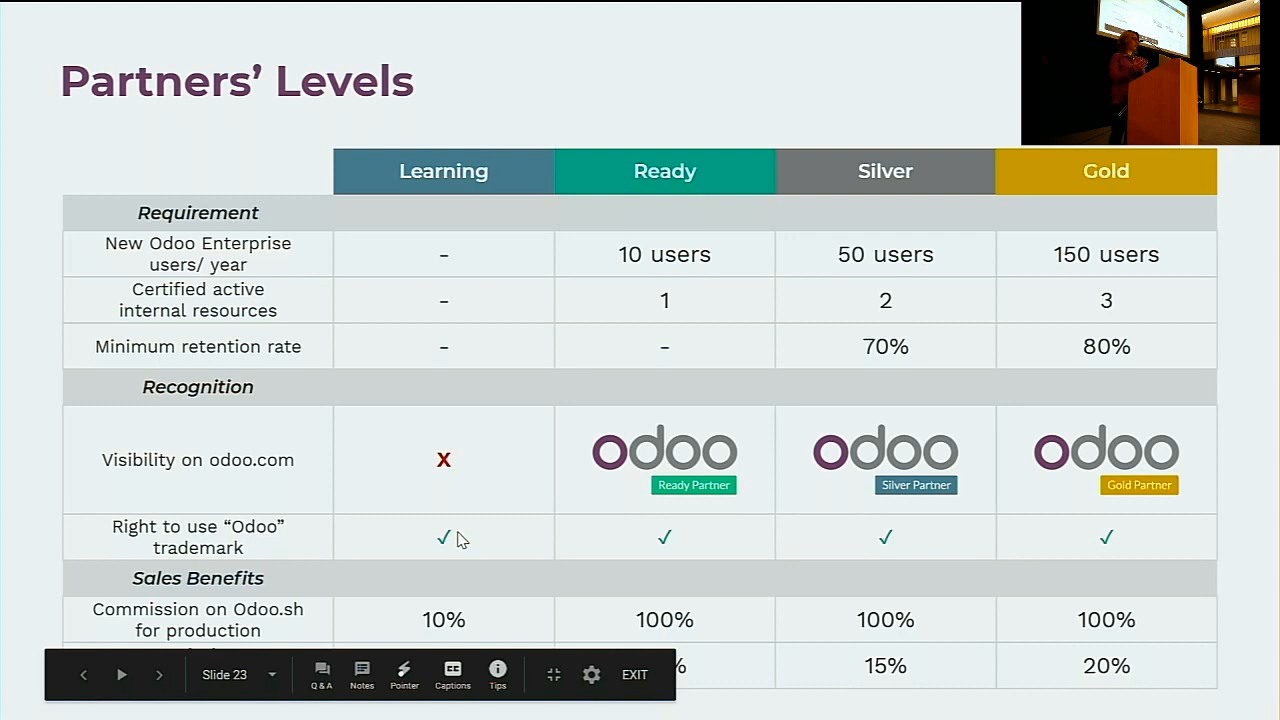 Partners’ Levels
Learning Ready Silver Gold
Requirement
New Odoo Enterprise
users/ year
- 10 users 50 users 150 users
Certified active
internal resources
- 1 2 3
Minimum retention rate - - 70% 80%
Recognition
Visibility on odoo.com X
odoo odoo odoo
Ready Partner Silver Partner Gold Partner
Right to use “Odoo”
trademark
✓ ✓ ✓ ✓
Sales Benefits
Commission on Odoo.sh
for production
10% 100% 100% 100%
% 15% 20%
Slide 23
Q & A Notes Pointer Captions Tips EXIT